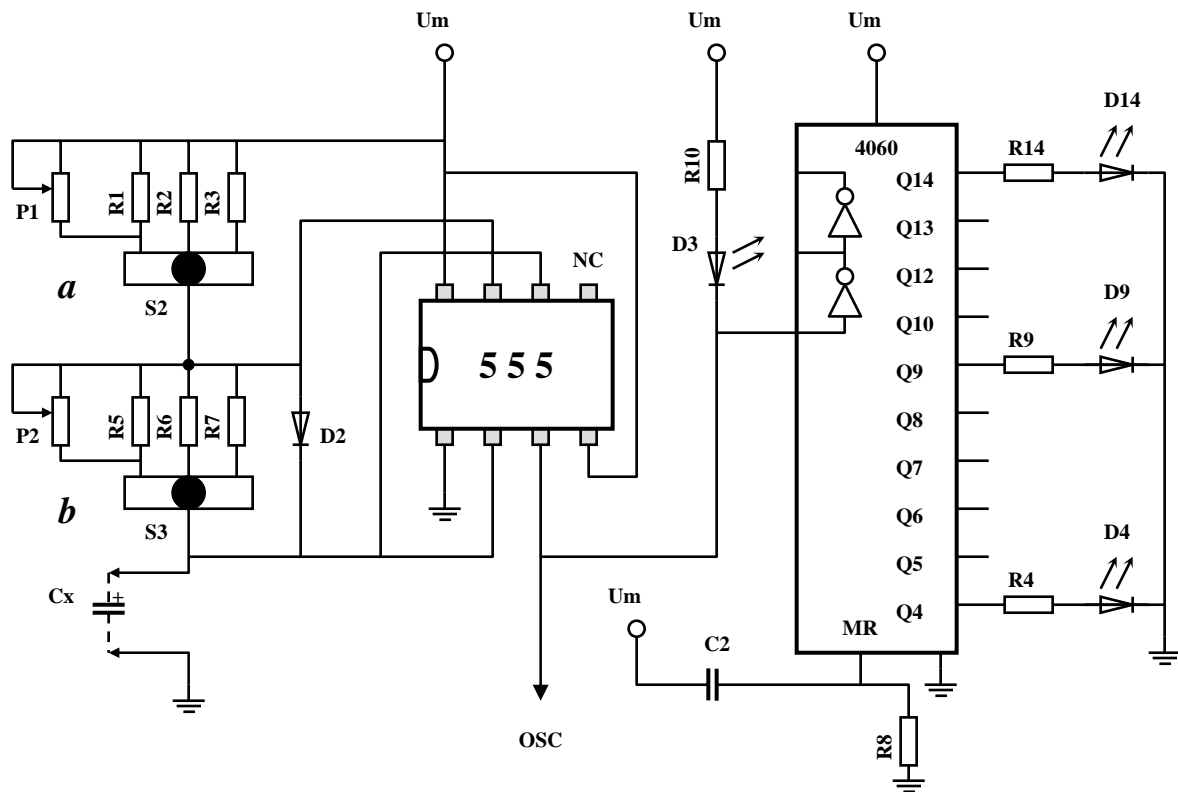 Um
Um
Um
D14
R14
4060
R10
Q14
P1
R1
R2
R3
Q13
D3
NC
Q12
a
S2
D9
Q10
R9
5 5 5
Q9
P2
R5
R6
R7
D2
Q8
Q7
b
S3
Q6
D4
Q5
R4
Cx
+
Um
Q4
MR
C2
OSC
R8